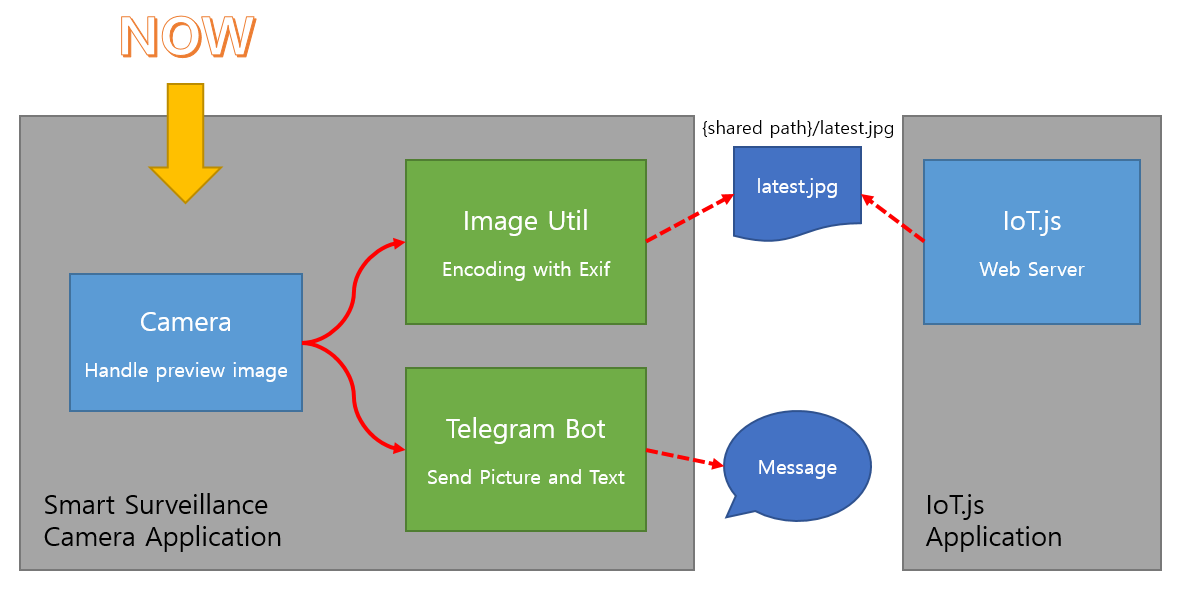 NOW
{shared path}/latest.jpg
latest.jpg
Image Util
Encoding with Exif
IoT.js
Web Server
Camera
Handle preview image
Telegram Bot
Send Picture and Text
Message
Smart Surveillance
Camera Application
IoT.js
Application